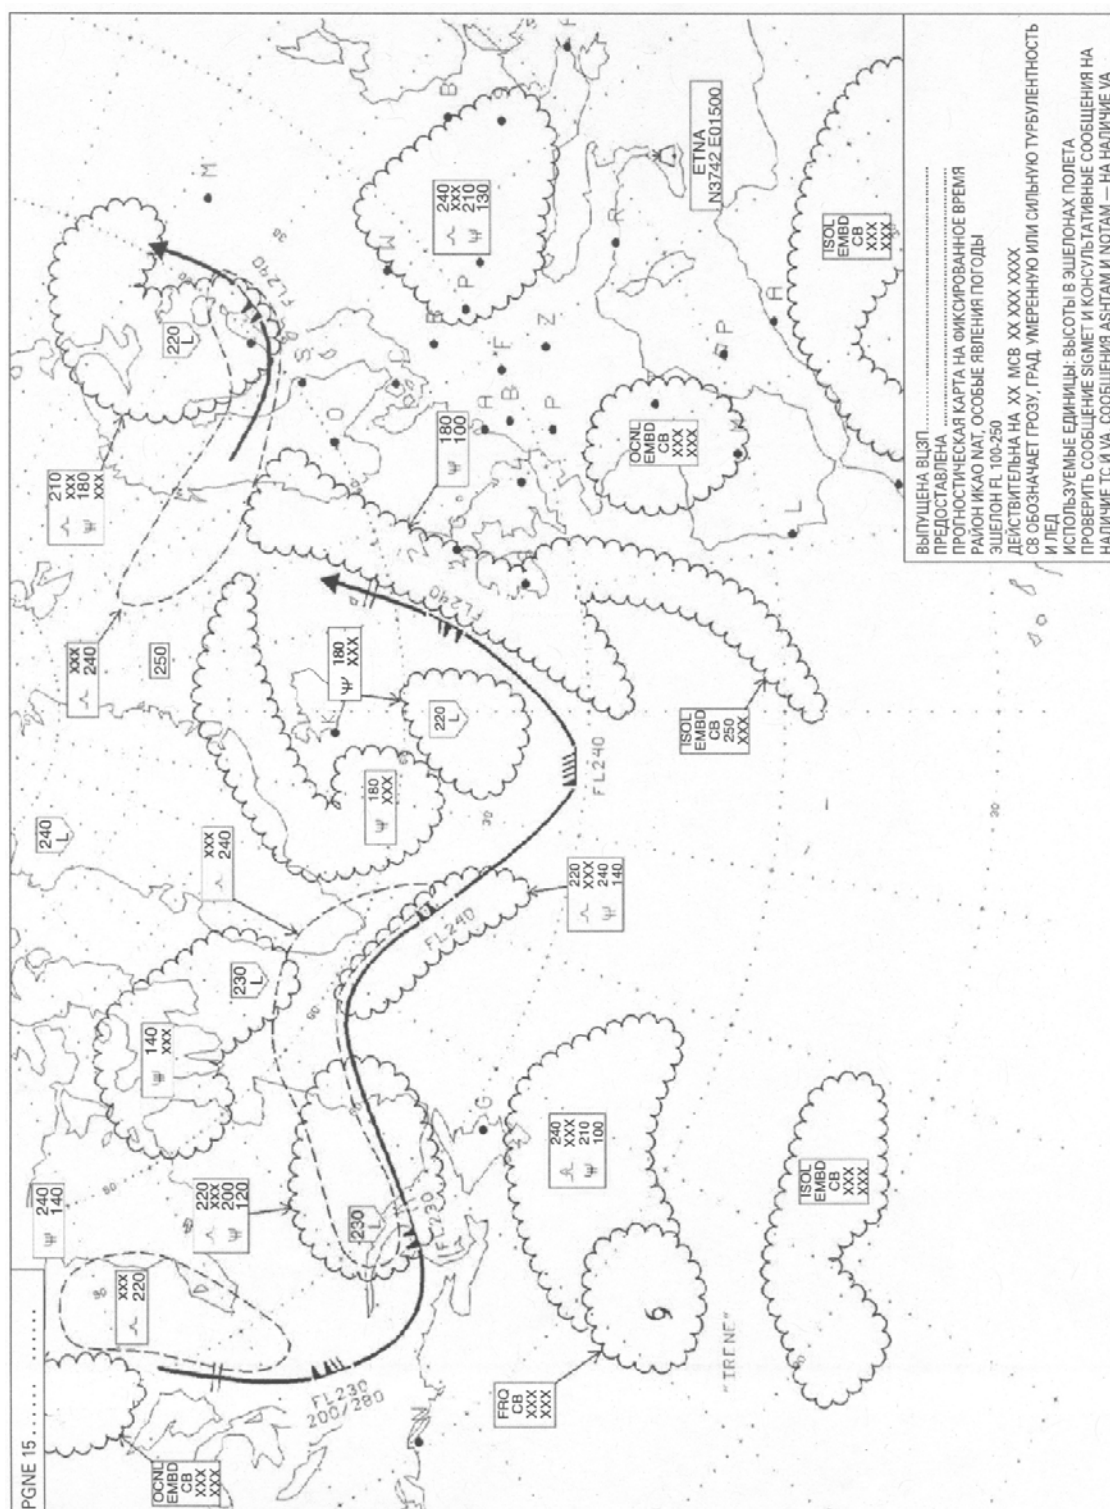 PGNE 15
OCNL
EMBD
CB
XXX
XXX
XXX
220
240
140
220
XXX
200
120
230
L
140
XXX
230
L
XXX
240
240
L
180
XXX
K
180
XXX
220
L
250
XXX
240
210
XXX
180
XXX
220
L
FL240
M
S
O
C
180
100
W
P
B
240
XXX
210
130
B
R
ETNA
N3742 E01500
F
Z
B
A
P
OCNL
EMBD
CB
XXX
XXX
P
A
L
ISOL
EMBD
CB
XXX
XXX
ISOL
EMBD
CB
250
XXX
FL240
FL240
FL240
220
XXX
240
140
G
FL230
FL230
200/280
N
FRQ
CB
XXX
XXX
240
XXX
210
100
"IRENE"
ISOL
EMBD
CB
XXX
XXX
ВЫПУЩЕНА ВЦЗП
ПРЕДОСТАВЛЕНА
ПРОГНОСТИЧЕСКАЯ КАРТА НА ФИКСИРОВАННОЕ ВРЕМЯ
РАЙОН ИКАО NAT, ОСОБЫЕ ЯВЛЕНИЯ ПОГОДЫ
ЭШЕЛОН FL 100-250
ДЕЙСТВИТЕЛЬНА НА XX МСВ XX XXX XXXX
СВ ОБОЗНАЧАЕТ ГРОЗУ, ГРАД, УМЕРЕННУЮ ИЛИ СИЛЬНУЮ ТУРБУЛЕНТНОСТЬ
И ЛЕД
ИСПОЛЬЗУЕМЫЕ ЕДИНИЦЫ: ВЫСОТЫ В ЭШЕЛОНАХ ПОЛЕТА
ПРОВЕРИТЬ СООБЩЕНИЕ SIGMET И КОНСУЛЬТАТИВНЫЕ СООБЩЕНИЯ НА
НАЛИЧИЕ TC И VA, СООБЩЕНИЯ ASHTAM И NOTAM — НА НАЛИЧИЕ VA